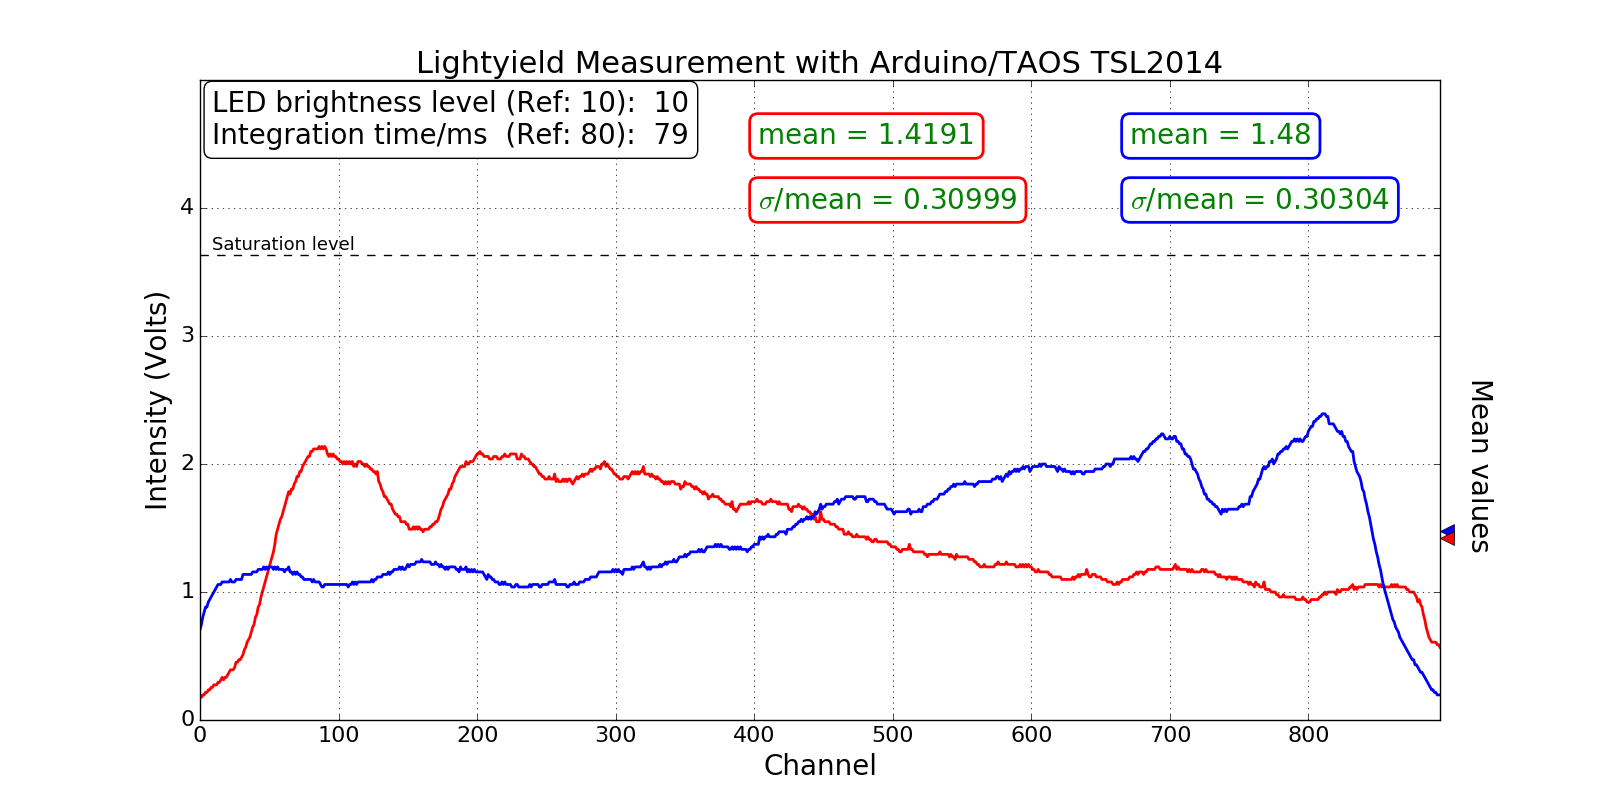 Lightyield Measurement with Arduino/TAOS TSL2014
LED brightness level (Ref: 10): 10
Integration time/ms (Ref: 80): 79
mean = 1.4191
σ/mean = 0.30999
mean = 1.48
σ/mean = 0.30304
Saturation level
Intensity (Volts)
4
3
2
1
0
0 100 200 300 400 500 600 700 800
Channel
Mean values